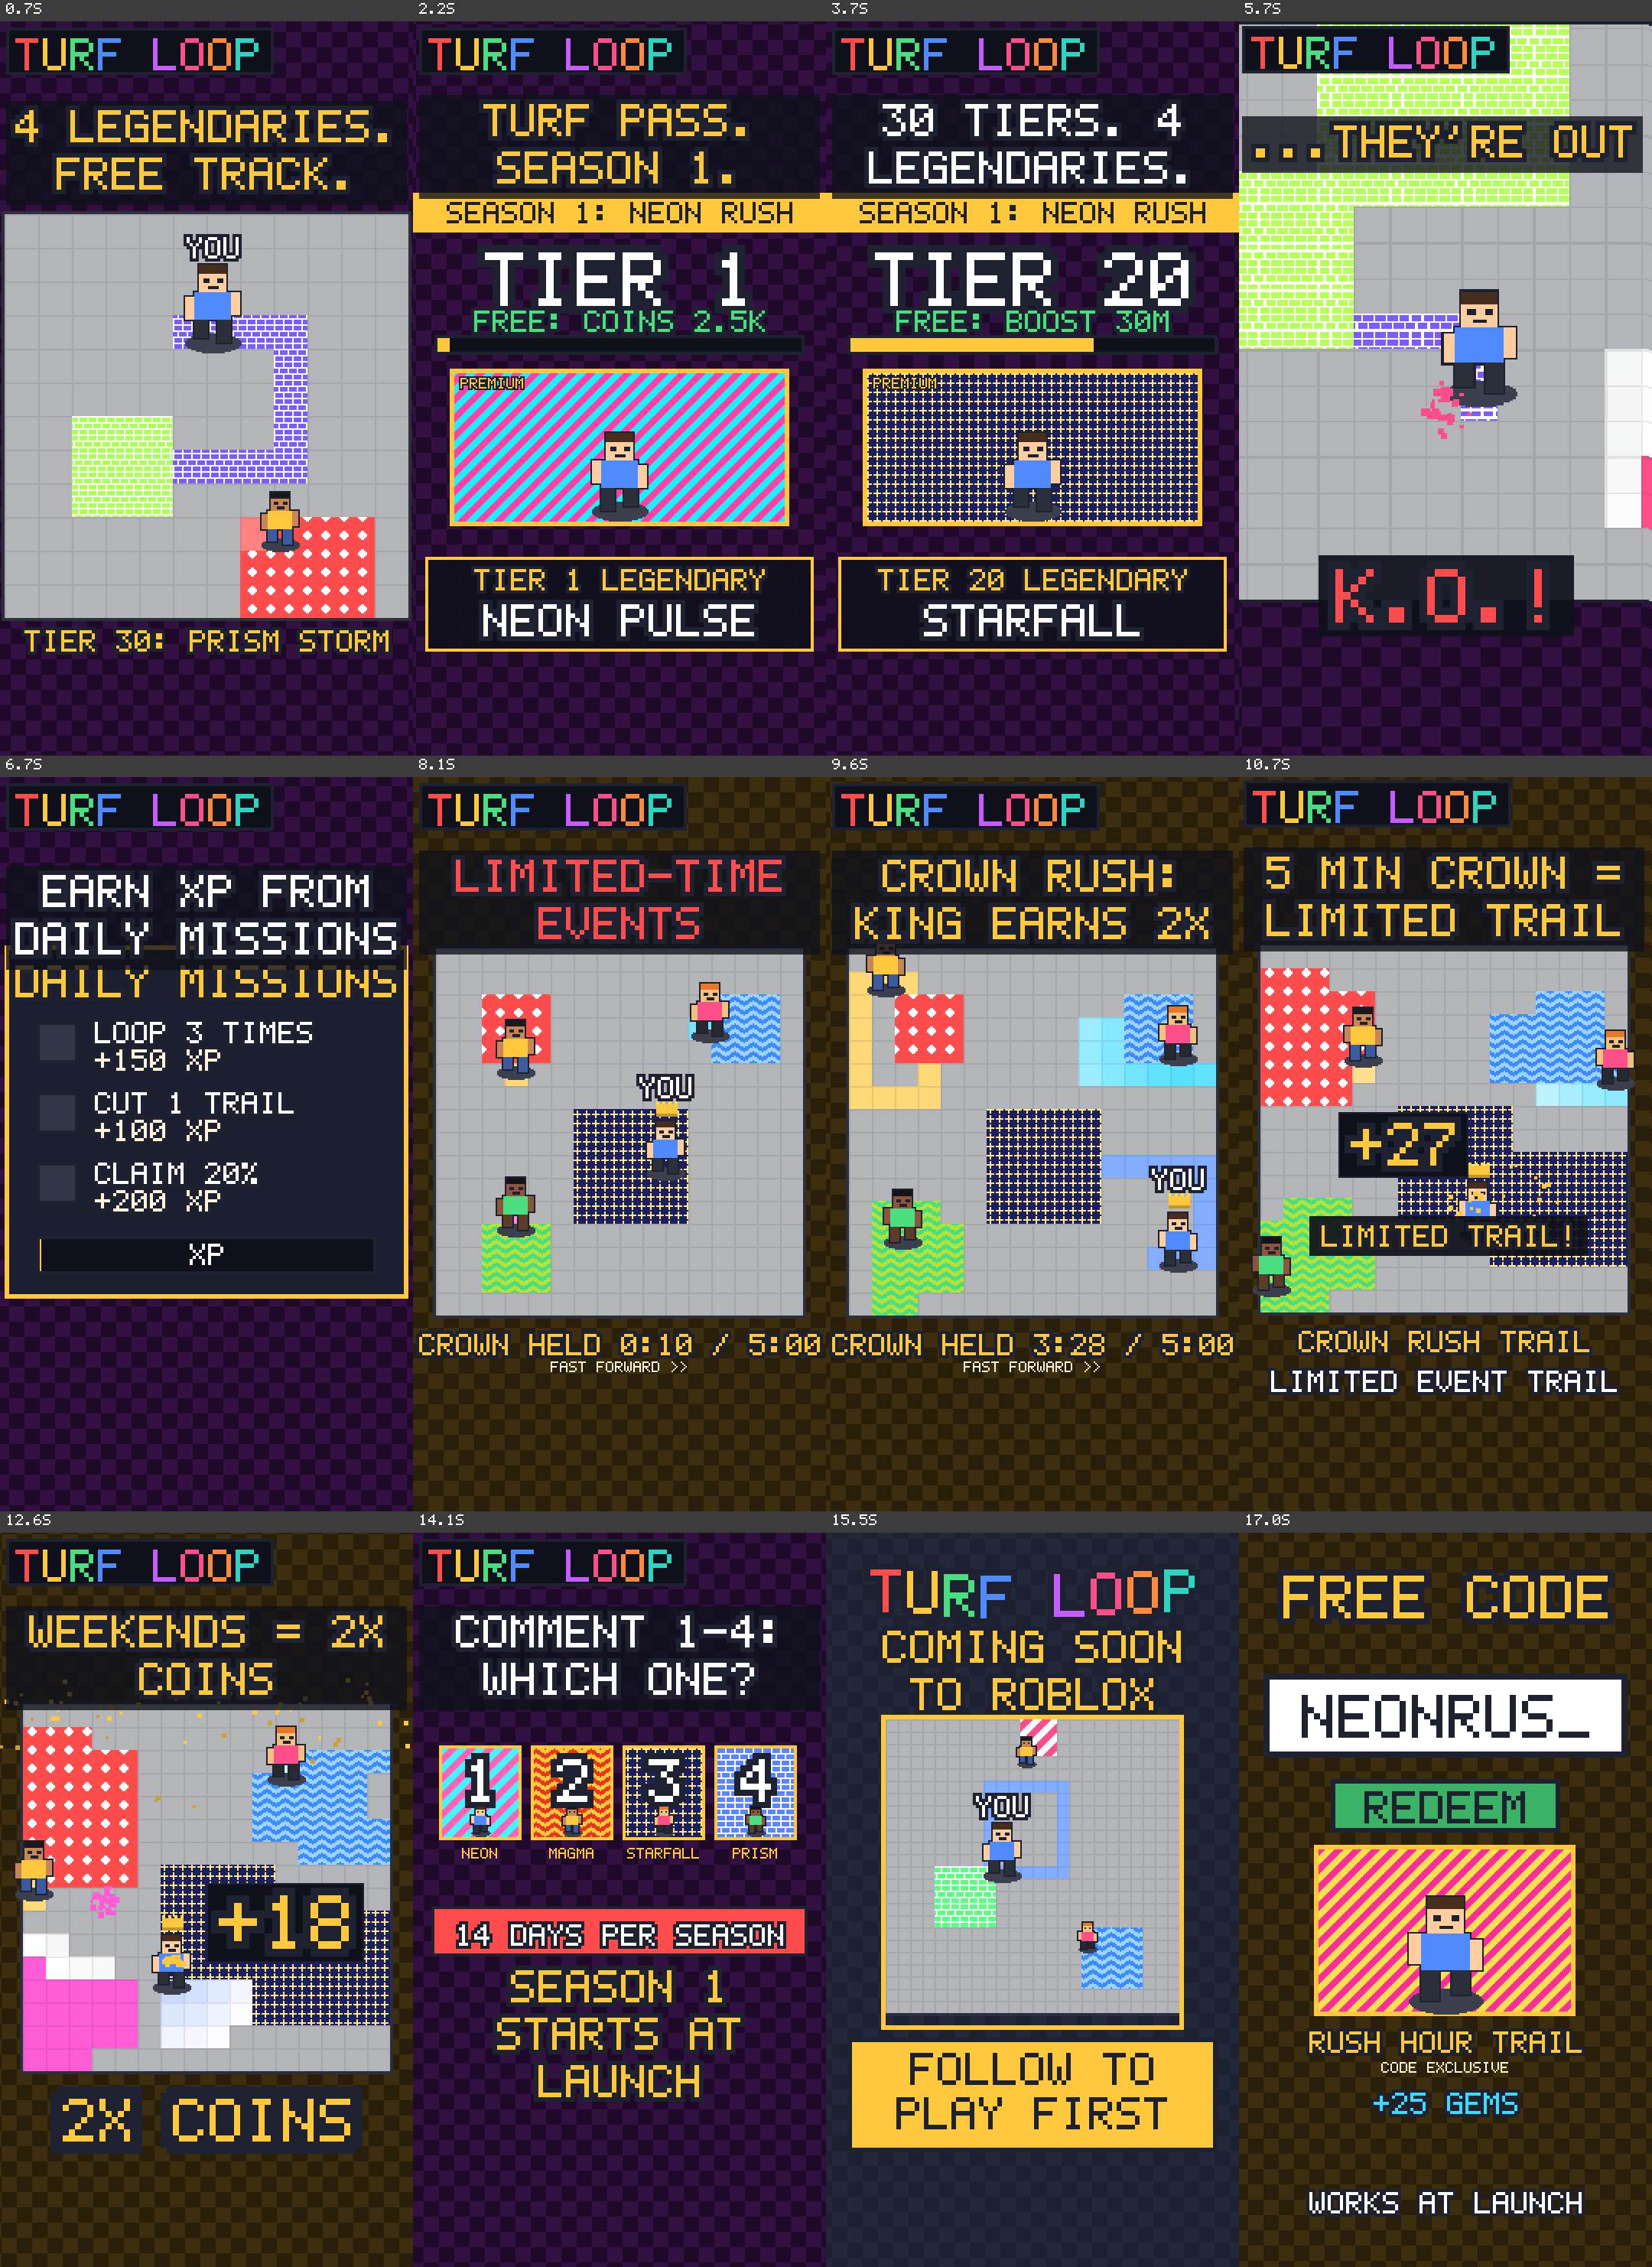 0.7S
TURF LOOP
4 LEGENDARIES.
FREE TRACK.
YOU
TIER 30: PRISM STORM
2.2S
TURF LOOP
TURF PASS.
SEASON 1.
SEASON 1: NEON RUSH
TIER 1
FREE: COINS 2.5K
PREMIUM
TIER 1 LEGENDARY
NEON PULSE
3.7S
TURF LOOP
30 TIERS. 4
LEGENDARIES.
SEASON 1: NEON RUSH
TIER 20
FREE: BOOST 30M
PREMIUM
TIER 20 LEGENDARY
STARFALL
5.7S
TURF LOOP
...THEY'RE OUT
K.O.!
6.7S
TURF LOOP
EARN XP FROM
DAILY MISSIONS
DAILY MISSIONS
LOOP 3 TIMES
+150 XP
CUT 1 TRAIL
+100 XP
CLAIM 20%
+200 XP
XP
8.1S
TURF LOOP
LIMITED-TIME
EVENTS
YOU
CROWN HELD 0:10 / 5:00
FAST FORWARD >>
9.6S
TURF LOOP
CROWN RUSH:
KING EARNS 2X
YOU
CROWN HELD 3:28 / 5:00
FAST FORWARD >>
10.7S
TURF LOOP
5 MIN CROWN =
LIMITED TRAIL
+27
LIMITED TRAIL!
CROWN RUSH TRAIL
LIMITED EVENT TRAIL
12.6S
TURF LOOP
WEEKENDS = 2X
COINS
+18
2X COINS
14.1S
TURF LOOP
COMMENT 1-4:
WHICH ONE?
1 2 3 4
NEON MAGMA STARFALL PRISM
14 DAYS PER SEASON
SEASON 1
STARTS AT
LAUNCH
15.5S
TURF LOOP
COMING SOON
TO ROBLOX
YOU
FOLLOW TO
PLAY FIRST
17.0S
FREE CODE
NEONRUS_
REDEEM
RUSH HOUR TRAIL
CODE EXCLUSIVE
+25 GEMS
WORKS AT LAUNCH